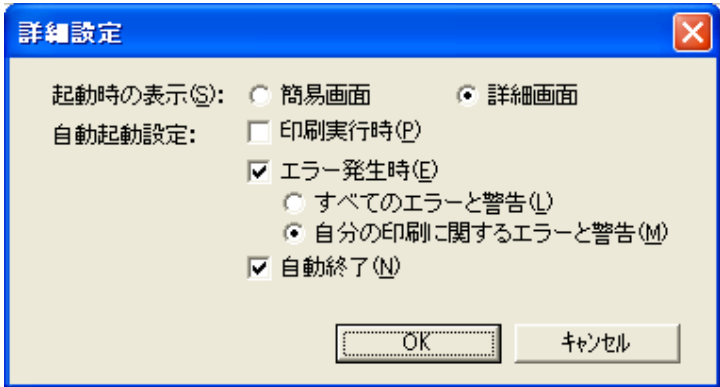 詳細設定
起動時の表示(S): 簡易画面 詳細画面
自動起動設定: 印刷実行時(P)
エラー発生時(E)
すべてのエラーと警告(L)
自分の印刷に関するエラーと警告(M)
自動終了(N)
OK キャンセル